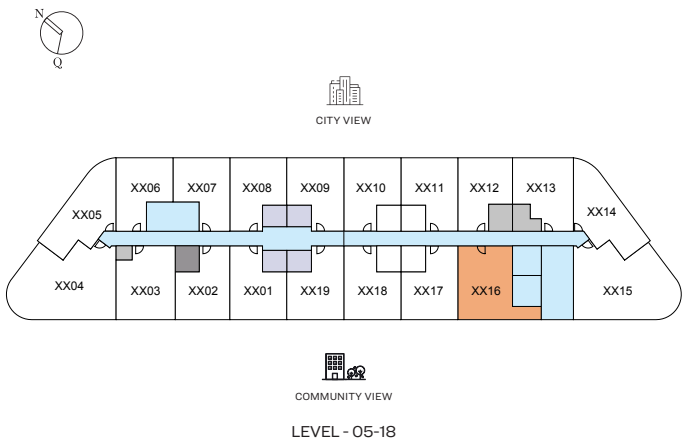 N
Q
CITY VIEW
XX06 XX07 XX08 XX09 XX10 XX11 XX12 XX13
XX05 XX14
XX04 XX03 XX02 XX01 XX19 XX18 XX17 XX16 XX15
COMMUNITY VIEW
LEVEL - 05-18